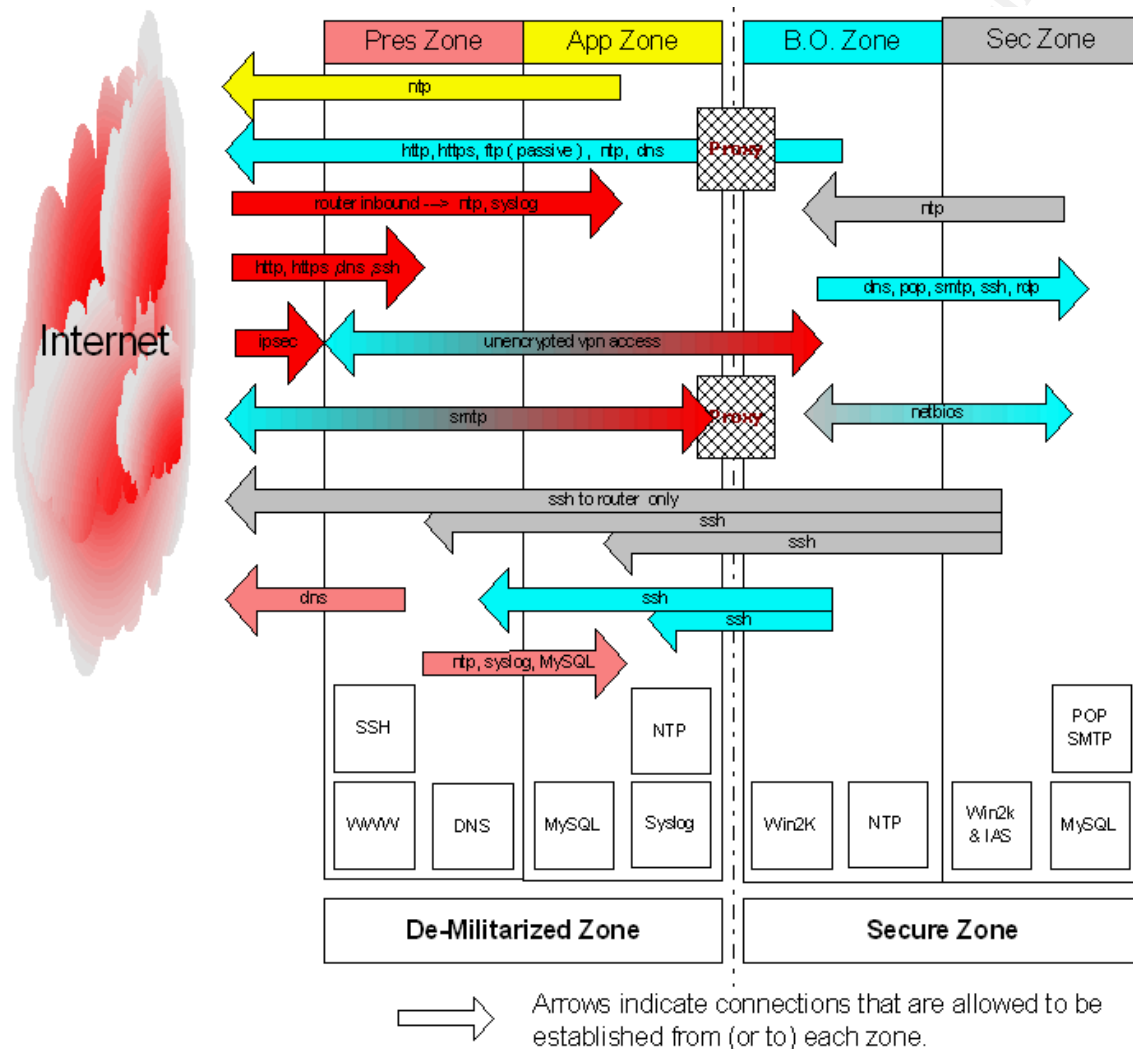 Pres Zone
App Zone
B.O. Zone
Sec Zone
ntp
http, https, ftp ( passive ) , ntp, dns
Proxy
router inbound ---> ntp, syslog
ntp
http, https ,dns ,ssh
dns, pop, smtp, ssh, rdp
Internet
ipsec
unencrypted vpn access
smtp
Proxy
netbios
ssh to router only
ssh
ssh
dns
ssh
ssh
ntp, syslog, MySQL
SSH
NTP
POP
SMTP
WWW
DNS
MySQL
Syslog
Win2K
NTP
Win2k
& IAS
MySQL
De-Militarized Zone
Secure Zone
Arrows indicate connections that are allowed to be
established from (or to) each zone.